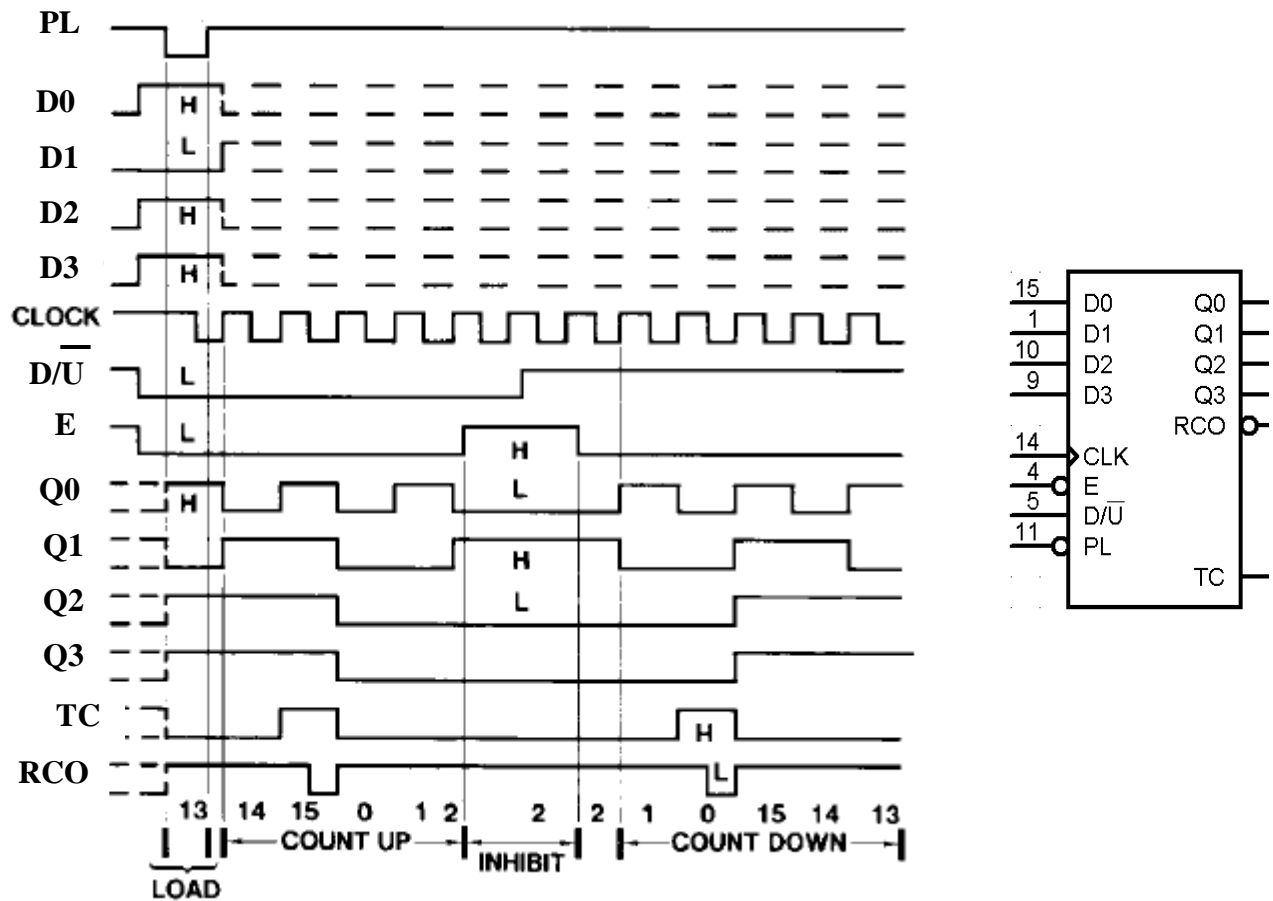 PL
D0 H
D1 L
D2 H
D3 H
CLOCK
D/U L
E L H
Q0 H L
Q1 H
Q2 L
Q3
TC H
RCO L
13 14 15 0 1 2 2 2 1 0 15 14 13
COUNT UP INHIBIT COUNT DOWN
LOAD
15 D0 Q0
1 D1 Q1
10 D2 Q2
9 D3 Q3
RCO
14 CLK
4 E
5 D/U
11 PL
TC